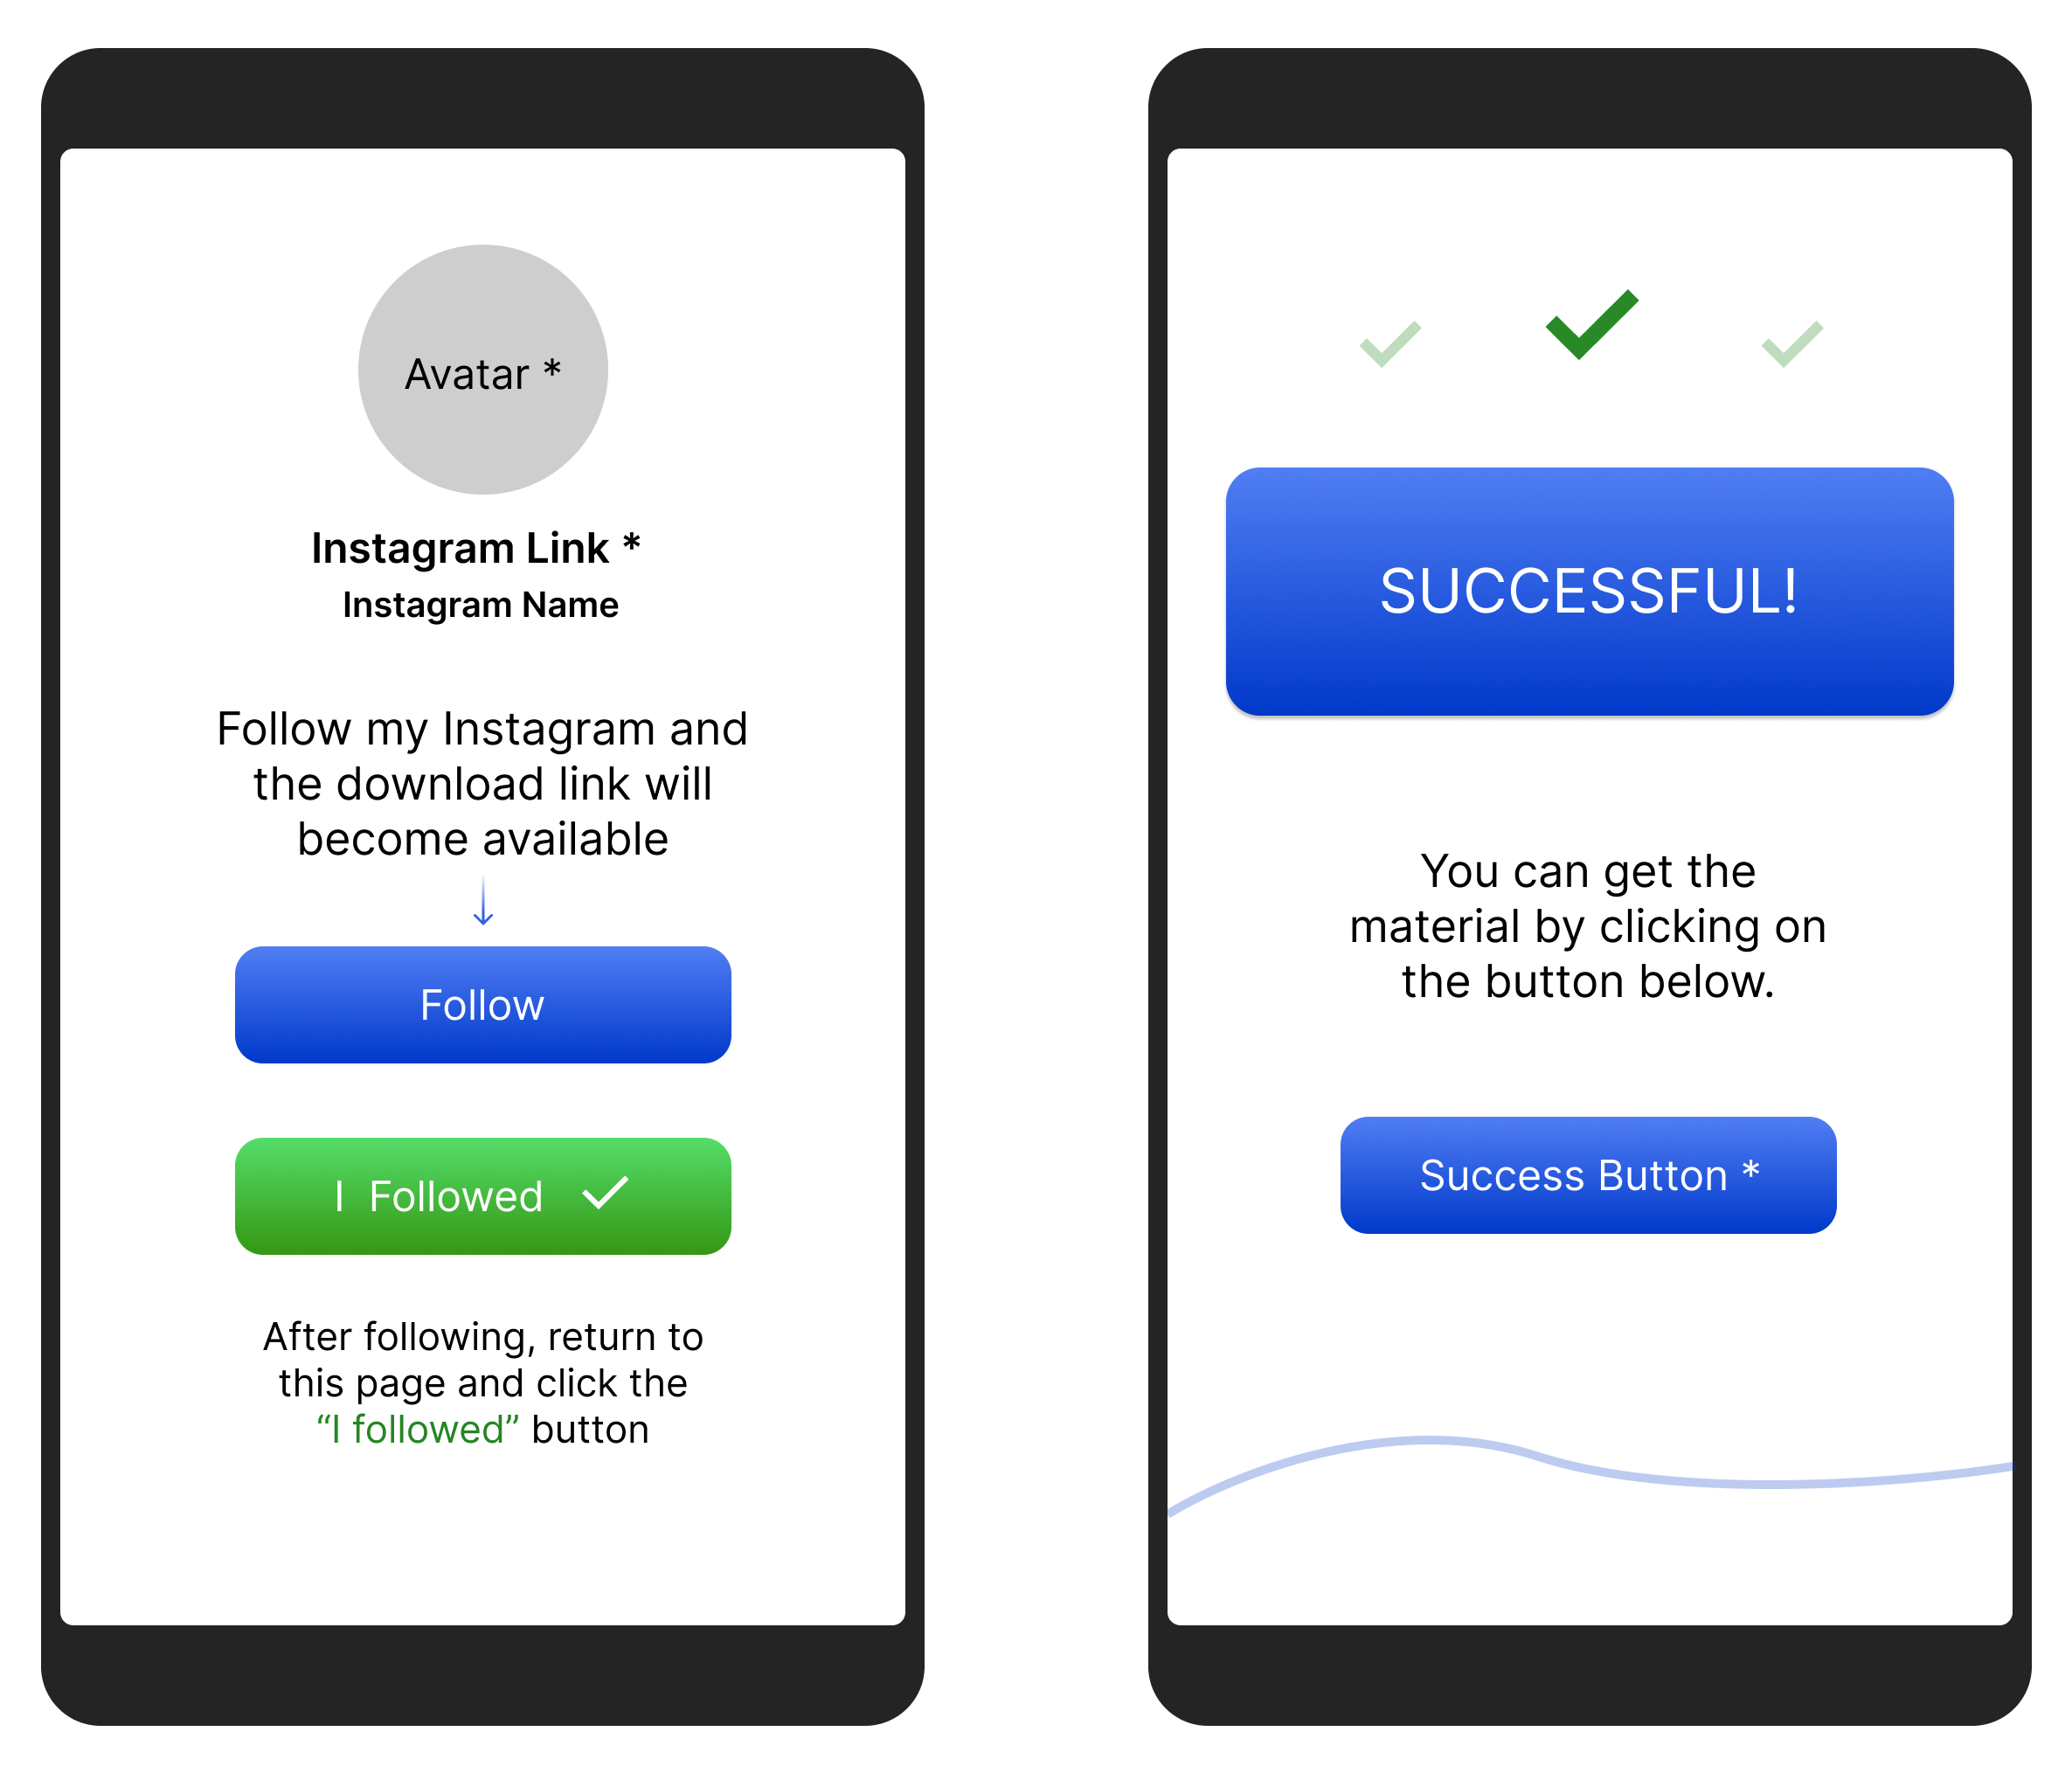 Avatar *
Instagram Link *
Instagram Name
Follow my Instagram and
the download link will
become available
Follow
I Followed
After following, return to
this page and click the
“I followed” button
SUCCESSFUL!
You can get the
material by clicking on
the button below.
Success Button *